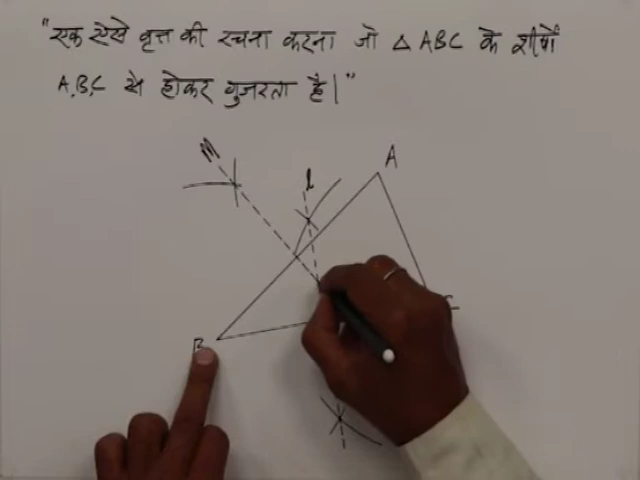 "एक ऐसे वृत्त की रचना करना जो △ ABC के शीर्षों
A,B,C से होकर गुजरता है।"
M
l
A
B
C